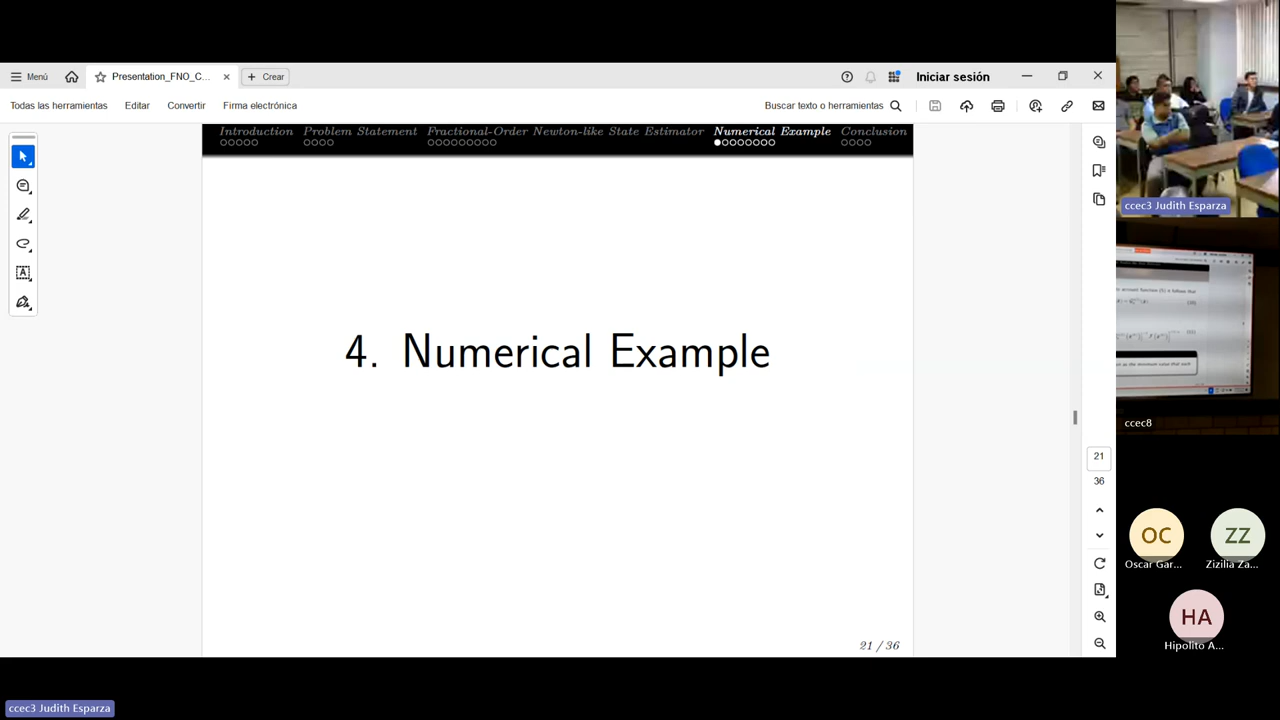 Menú
Presentation_FNO_C...
Crear
Iniciar sesión
Todas las herramientas
Editar
Convertir
Firma electrónica
Buscar texto o herramientas
Introduction
Problem Statement
Fractional-Order Newton-like State Estimator
Numerical Example
Conclusion
4. Numerical Example
21 / 36
21
36
ccec3 Judith Esparza
ccec8
OC
Oscar Gar...
ZZ
Zizilia Za...
HA
Hipolito A...
ccec3 Judith Esparza